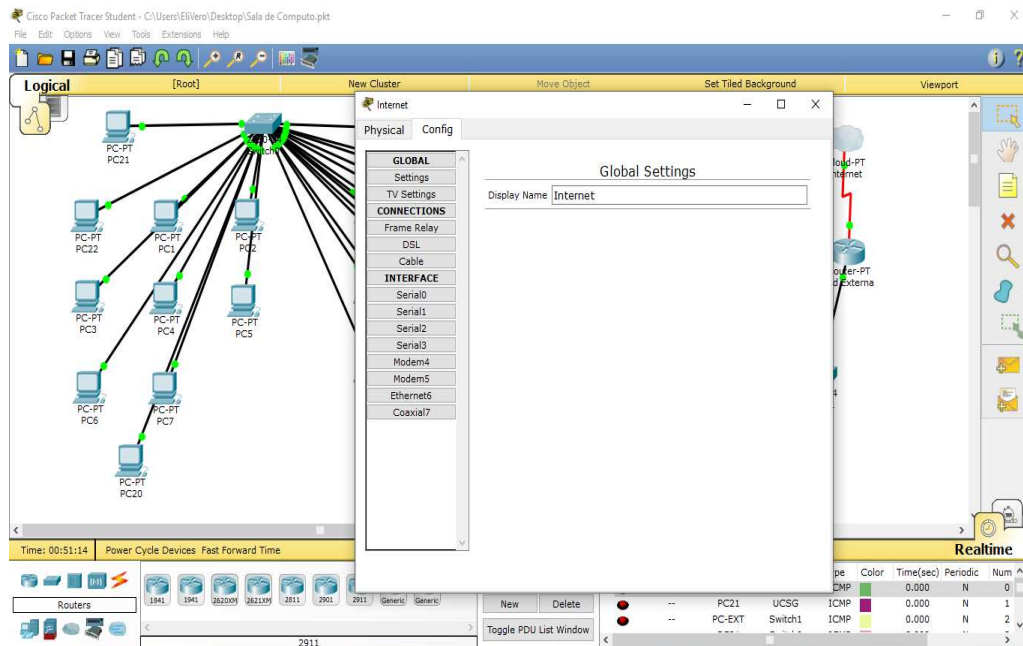 Cisco Packet Tracer Student - C:\Users\EliVero\Desktop\Sala de Computo.pkt
File Edit Options View Tools Extensions Help
Logical [Root] New Cluster Move Object Set Tiled Background Viewport
Internet
Physical Config
GLOBAL
Settings
TV Settings
CONNECTIONS
Frame Relay
DSL
Cable
INTERFACE
Serial0
Serial1
Serial2
Serial3
Modem4
Modem5
Ethernet6
Coaxial7
Global Settings
Display Name Internet
PC-PT
PC21
PC-PT
PC22
PC-PT
PC1
PC-PT
PC2
PC-PT
PC3
PC-PT
PC4
PC-PT
PC5
PC-PT
PC6
PC-PT
PC7
PC-PT
PC20
Externa
Time: 00:51:14 Power Cycle Devices Fast Forward Time Realtime
Routers
1841 1941 2620XM 2621XM 2811 2901 2911 Generic Generic
2911
New Delete
Toggle PDU List Window
Color Time(sec) Periodic Num
ICMP 0.000 N 0
-- PC21 UCSG ICMP 0.000 N 1
-- PC-EXT Switch1 ICMP 0.000 N 2